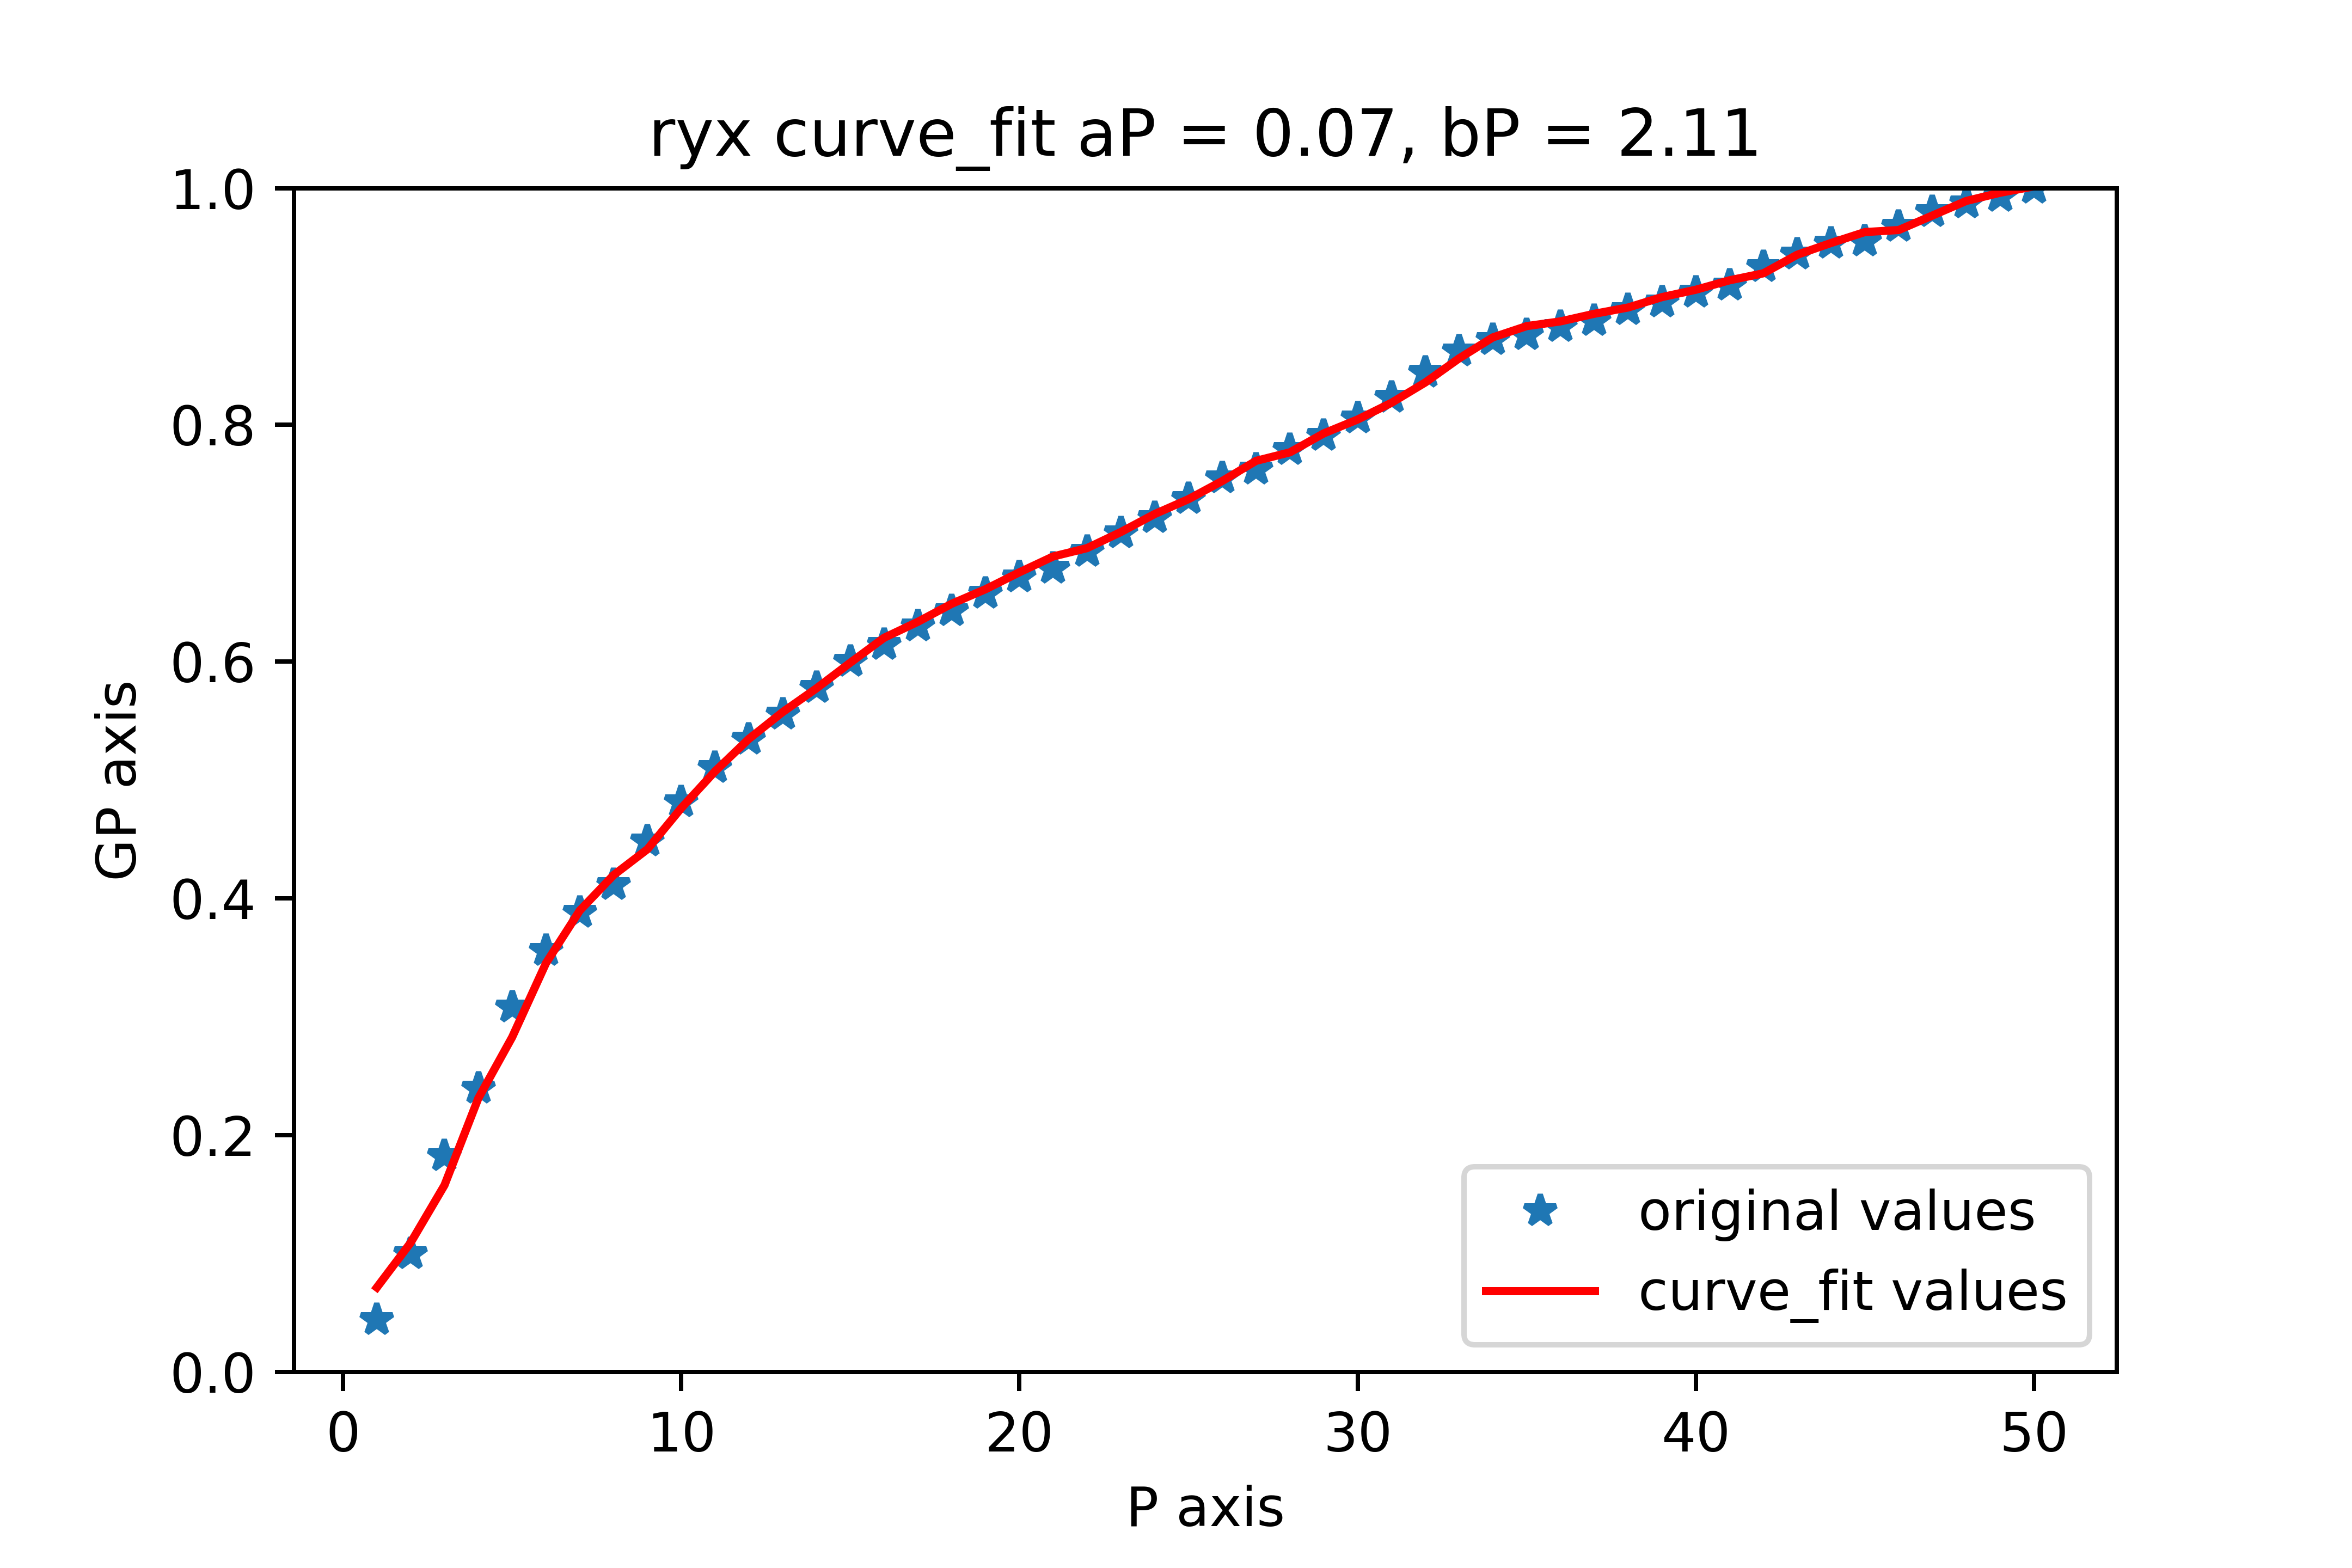 ryx curve_fit aP = 0.07, bP = 2.11
1.0
0.8
0.6
0.4
0.2
0.0
GP axis
original values
curve_fit values
0 10 20 30 40 50
P axis